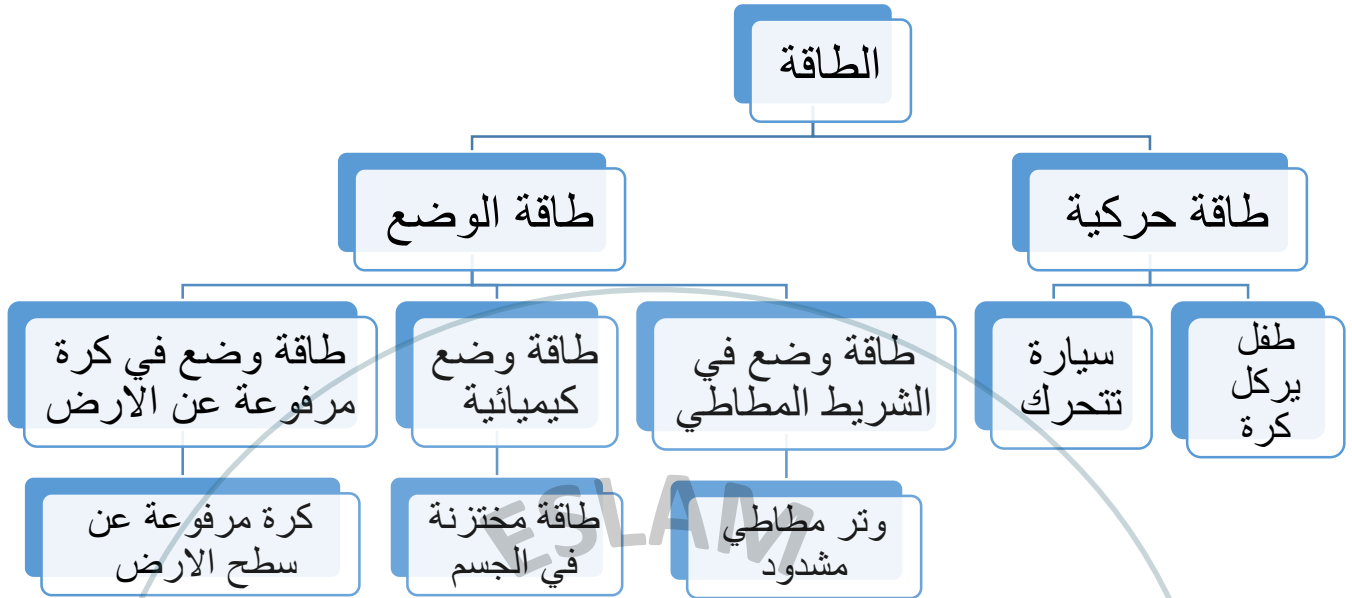 الطاقة
طاقة حركية
طاقة الوضع
طفل
يركل
كرة
سيارة
تتحرك
طاقة وضع في
الشريط المطاطي
طاقة وضع
كيميائية
طاقة وضع في كرة
مرفوعة عن الارض
وتر مطاطي
مشدود
طاقة مختزنة
في الجسم
كرة مرفوعة عن
سطح الارض
ESLAM